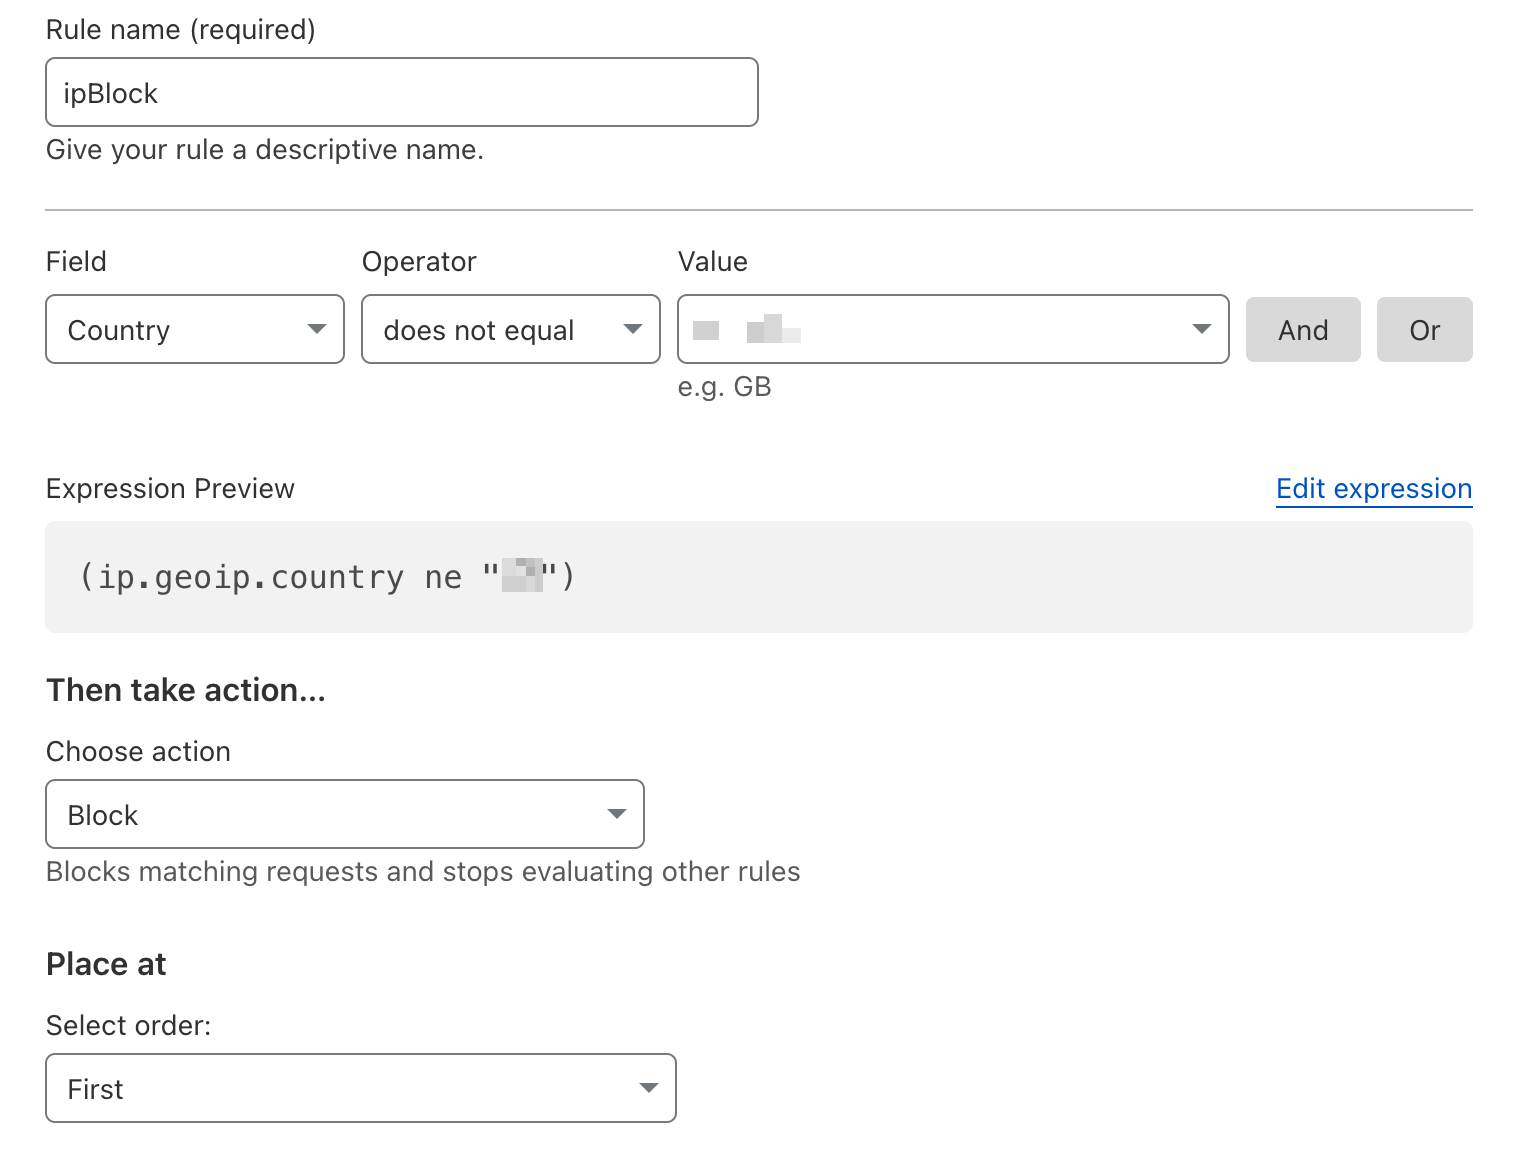 Rule name (required)
ipBlock
Give your rule a descriptive name.
Field Operator Value
Country does not equal And Or
e.g. GB
Expression Preview Edit expression
(ip.geoip.country ne "")
Then take action...
Choose action
Block
Blocks matching requests and stops evaluating other rules
Place at
Select order:
First